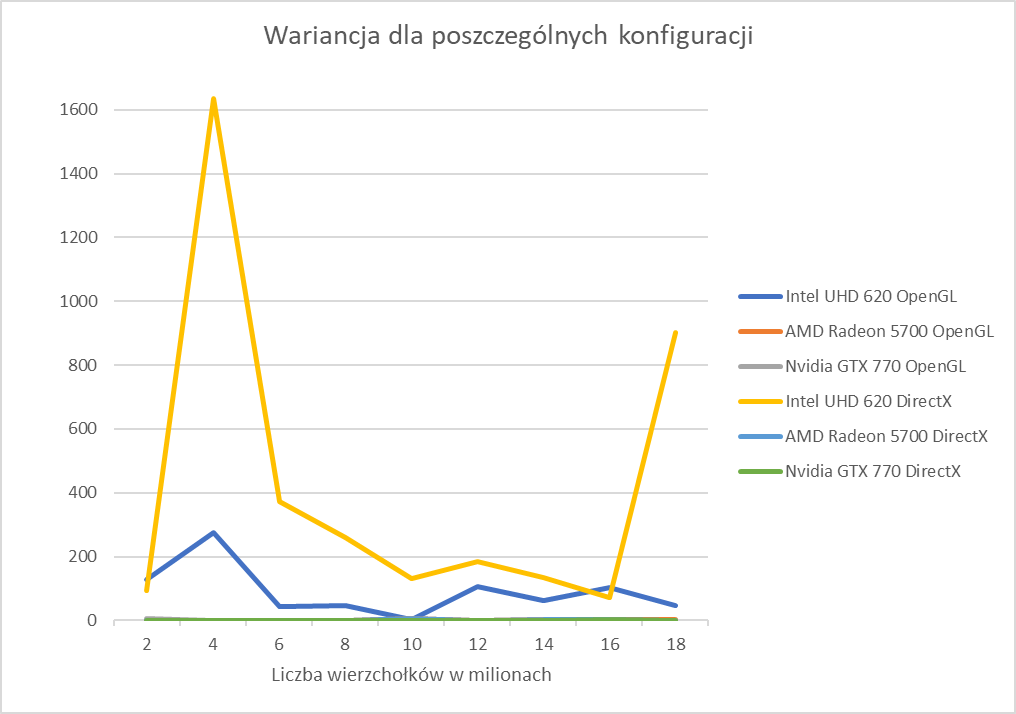 Wariancja dla poszczególnych konfiguracji
1600
1400
1200
1000
800
600
400
200
0
2 4 6 8 10 12 14 16 18
Liczba wierzchołków w milionach
Intel UHD 620 OpenGL
AMD Radeon 5700 OpenGL
Nvidia GTX 770 OpenGL
Intel UHD 620 DirectX
AMD Radeon 5700 DirectX
Nvidia GTX 770 DirectX